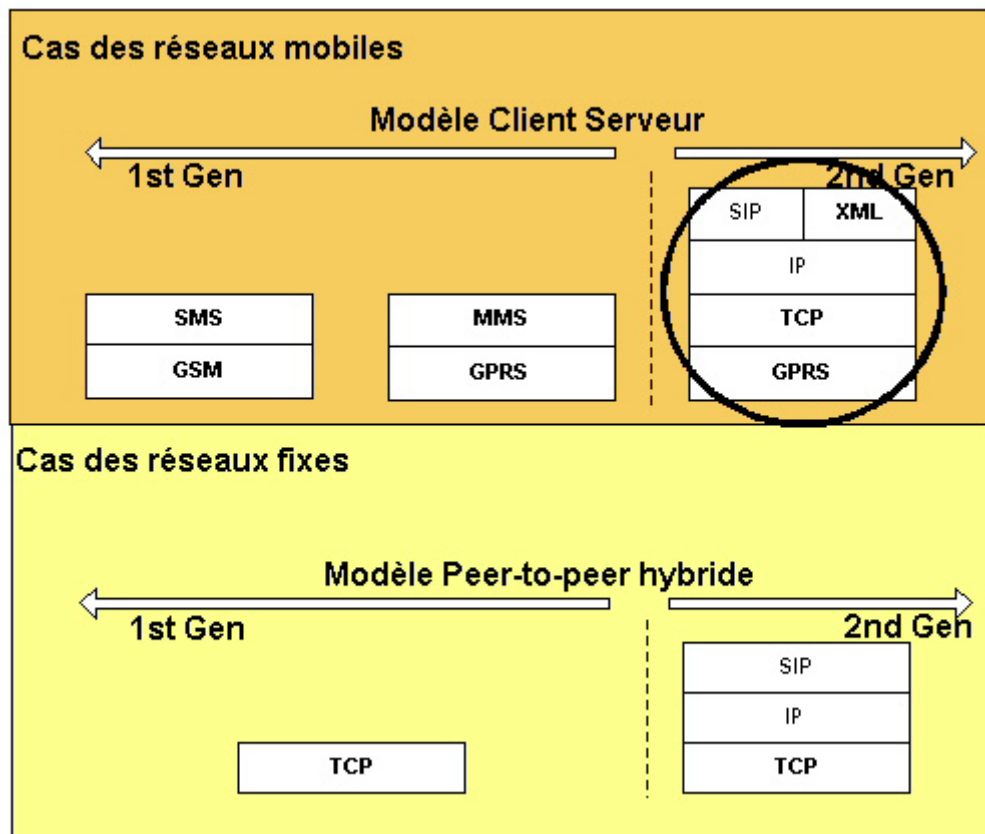 Cas des réseaux mobiles
Modèle Client Serveur
1st Gen
2nd Gen
SIP
XML
IP
SMS
MMS
TCP
GSM
GPRS
GPRS
Cas des réseaux fixes
Modèle Peer-to-peer hybride
1st Gen
2nd Gen
SIP
IP
TCP
TCP